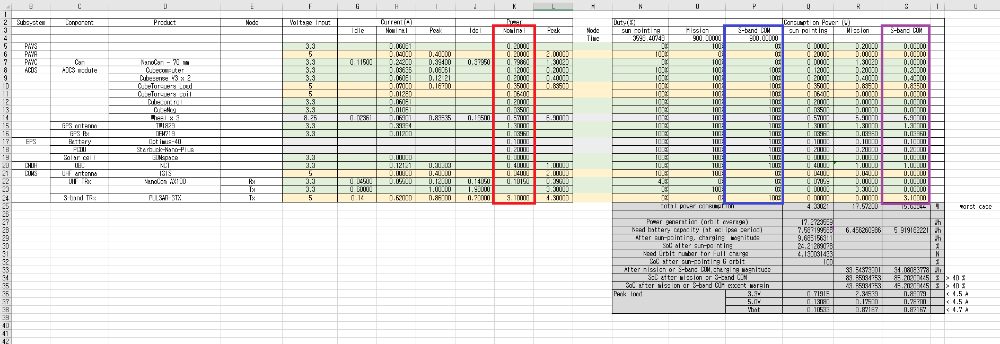 B C D E F G H I J K L M N O P Q R S T U
1
2 Subsystem Conponent Product Mode Voltage Input Current(A) Power Duty(%) Consumption Power (W)
3 Idle Nominal Peak Idel Nominal Peak Mode sun pointing Mission S-band COM sun pointing Mission S-band COM
4 Time 3598.40748 900.00000 900.00000
5 PAYS 3.3 0.06061 0.20000 0% 100% 0% 0.00000 0.20000 0.00000
6 PAYR 5 0.04000 0.40000 0.20000 2.00000 100% 0% 0% 0.20000 0.00000 0.00000
7 PAYC Cam NanoCam - 70 mm 3.3 0.11500 0.24200 0.39400 0.37950 0.79860 1.30020 0% 100% 0% 0.00000 1.30020 0.00000
8 ACDS ADCS module Cubecomputer 3.3 0.03636 0.06061 0.12000 0.20000 100% 100% 100% 0.12000 0.20000 0.20000
9 Cubesense V3 x 2 3.3 0.06061 0.12121 0.20000 0.40000 100% 100% 100% 0.20000 0.40000 0.40000
10 CubeTorquers Load 5 0.07000 0.16700 0.35000 0.83500 100% 100% 100% 0.35000 0.83500 0.83500
11 CubeTorquers coil 5 0.01280 0.06400 100% 100% 100% 0.06400 0.00000 0.00000
12 Cubecontrol 3.3 0.06061 0.20000 100% 100% 100% 0.20000 0.00000 0.00000
13 CubeMag 3.3 0.01061 0.03500 100% 100% 100% 0.03500 0.00000 0.00000
14 Wheel x 3 8.26 0.02361 0.06901 0.83535 0.19500 0.57000 6.90000 100% 100% 100% 0.57000 6.90000 6.90000
15 GPS antenna TW1829 3.3 0.39394 1.30000 100% 100% 100% 1.30000 1.30000 1.30000
16 GPS Rx OEM719 3.3 0.01200 0.03960 100% 100% 100% 0.03960 0.03960 0.03960
17 EPS Battery Optimus-40 0.10000 100% 100% 100% 0.10000 0.10000 0.10000
18 PCDU Starbuck-Nano-Plus 0.20000 100% 100% 100% 0.20000 0.20000 0.20000
19 Solar cell GOMspace 3.3 0.00000 0.00000 100% 100% 100% 0.00000 0.00000 0.00000
20 CNDH OBC NCT 3.3 0.12121 0.30303 0.40000 1.00000 100% 100% 100% 0.40000 1.00000 1.00000
21 COMS UHF antenna ISIS 5 0.00800 0.40000 0.04000 2.00000 100% 100% 0% 0.04000 0.04000 0.00000
22 UHF TRx NanoCom AX100 Rx 3.3 0.04500 0.05500 0.12000 0.14850 0.18150 0.39600 43% 0% 0% 0.07859 0.00000 0.00000
23 Tx 3.3 0.60000 1.00000 1.98000 3.30000 0% 100% 0% 0.00000 3.30000 0.00000
24 S-band TRx PULSAR-STX Tx 5 0.14 0.62000 0.86000 0.70000 3.10000 4.30000 0% 0% 100% 0.00000 0.00000 3.10000
25 total power consumption 4.33021 17.57200 15.63844 W worst case
26
27 Power generation (orbit average) 17.2723559 Wh
28 Need battery capacity (at eclipse period) 7.587199586 6.456260986 5.919162221 Wh
29 After sun-pointing, charging magnitude 9.685156311 Wh
30 SoC after sun-pointing 24.21289078 %
31 Need Orbit number for Full charge 4.130031433 N
32 SoC after sun-pointing 6 orbit 100 %
33 After mission or S-band COM,charging magnitude 33.54373901 34.08083778 Wh
34 SoC after mission or S-band COM 83.85934753 85.20209445 % > 40 %
35 SoC after mission or S-band COM except margin 43.85934753 45.20209445 % > 40 %
36 Peak load 3.3V 0.71915 2.34539 0.89079 < 4.5 A
37 5.0V 0.13080 0.17500 0.78700 < 4.5 A
38 Vbat 0.10533 0.87167 0.87167 < 4.7 A
39
40
41
42